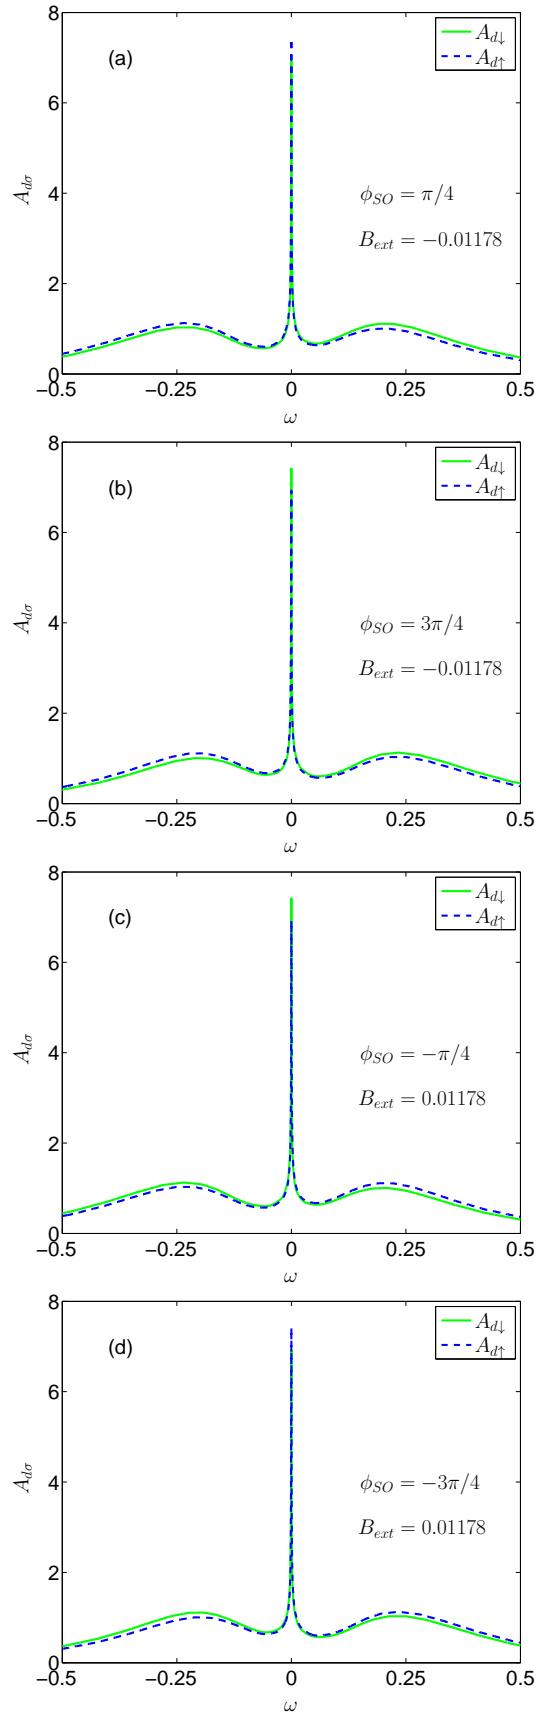 8
(a)
A_{d↓}
A_{d↑}
6
A_{dσ}
ϕ_{SO} = π/4
4
B_{ext} = −0.01178
2
0
−0.5 −0.25 0 0.25 0.5
ω
8
(b)
A_{d↓}
A_{d↑}
6
A_{dσ}
ϕ_{SO} = 3π/4
4
B_{ext} = −0.01178
2
0
−0.5 −0.25 0 0.25 0.5
ω
8
(c)
A_{d↓}
A_{d↑}
6
A_{dσ}
ϕ_{SO} = −π/4
4
B_{ext} = 0.01178
2
0
−0.5 −0.25 0 0.25 0.5
ω
8
(d)
A_{d↓}
A_{d↑}
6
A_{dσ}
ϕ_{SO} = −3π/4
4
B_{ext} = 0.01178
2
0
−0.5 −0.25 0 0.25 0.5
ω